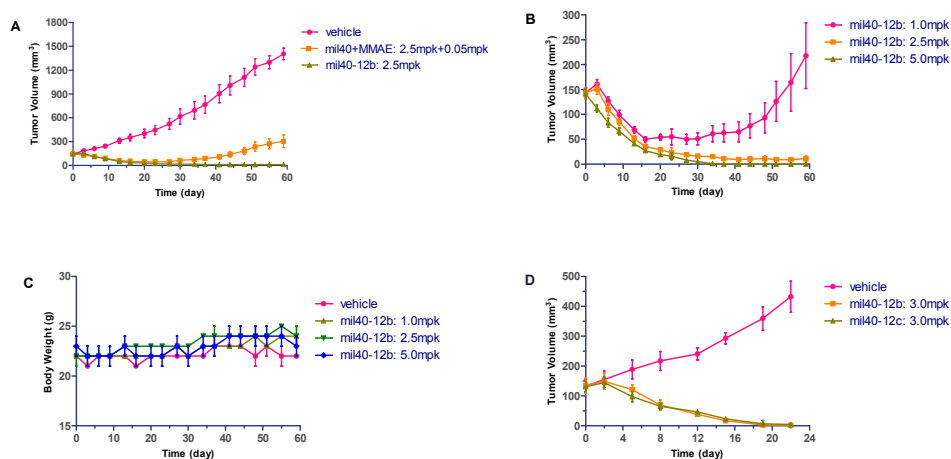 A
Tumor Volume (mm³)
1800
1500
1200
900
600
300
0
0 10 20 30 40 50 60
Time (day)
vehicle
mil40+MMAE: 2.5mpk+0.05mpk
mil40-12b: 2.5mpk
B
Tumor Volume (mm³)
300
250
200
150
100
50
0
0 10 20 30 40 50 60
Time (day)
mil40-12b: 1.0mpk
mil40-12b: 2.5mpk
mil40-12b: 5.0mpk
C
Body Weight (g)
30
25
20
15
0 10 20 30 40 50 60
Time (day)
vehicle
mil40-12b: 1.0mpk
mil40-12b: 2.5mpk
mil40-12b: 5.0mpk
D
Tumor Volume (mm³)
500
400
300
200
100
0
0 4 8 12 16 20 24
Time (day)
vehicle
mil40-12b: 3.0mpk
mil40-12c: 3.0mpk